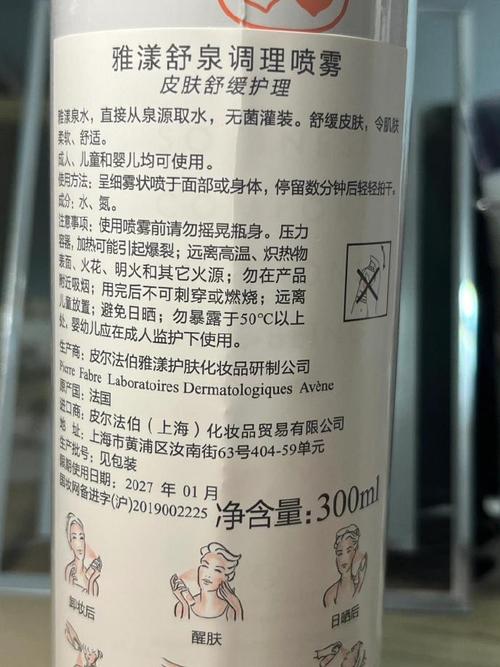 雅漾舒泉调理喷雾
皮肤舒缓护理
雅漾泉水，直接从泉源取水，无菌灌装。舒缓皮肤，令肌肤
柔软、舒适。
成人、儿童和婴儿均可使用。
使用方法：呈细雾状喷于面部或身体，停留数分钟后轻轻拍干。
成分：水、氮。
注意事项：使用喷雾前请勿摇晃瓶身。压力
容器，加热可能引起爆裂；远离高温、炽热物
表面、火花、明火和其它火源；勿在产品
附近吸烟；用完后不可刺穿或燃烧；远离
儿童放置；避免日晒；勿暴露于50℃以上
处，婴幼儿应在成人监护下使用。
生产商：皮尔法伯雅漾护肤化妆品研制公司
Pierre Fabre Laboratoires Dermatologiques Avène
原产国：法国
进口商：皮尔法伯（上海）化妆品贸易有限公司
地 址：上海市黄浦区汝南街63号404-59单元
生产批号：见包装
限期使用日期：2027 年 01 月
国妆网备进字(沪)2019002225
净含量:300ml
卸妆后
醒肤
日晒后